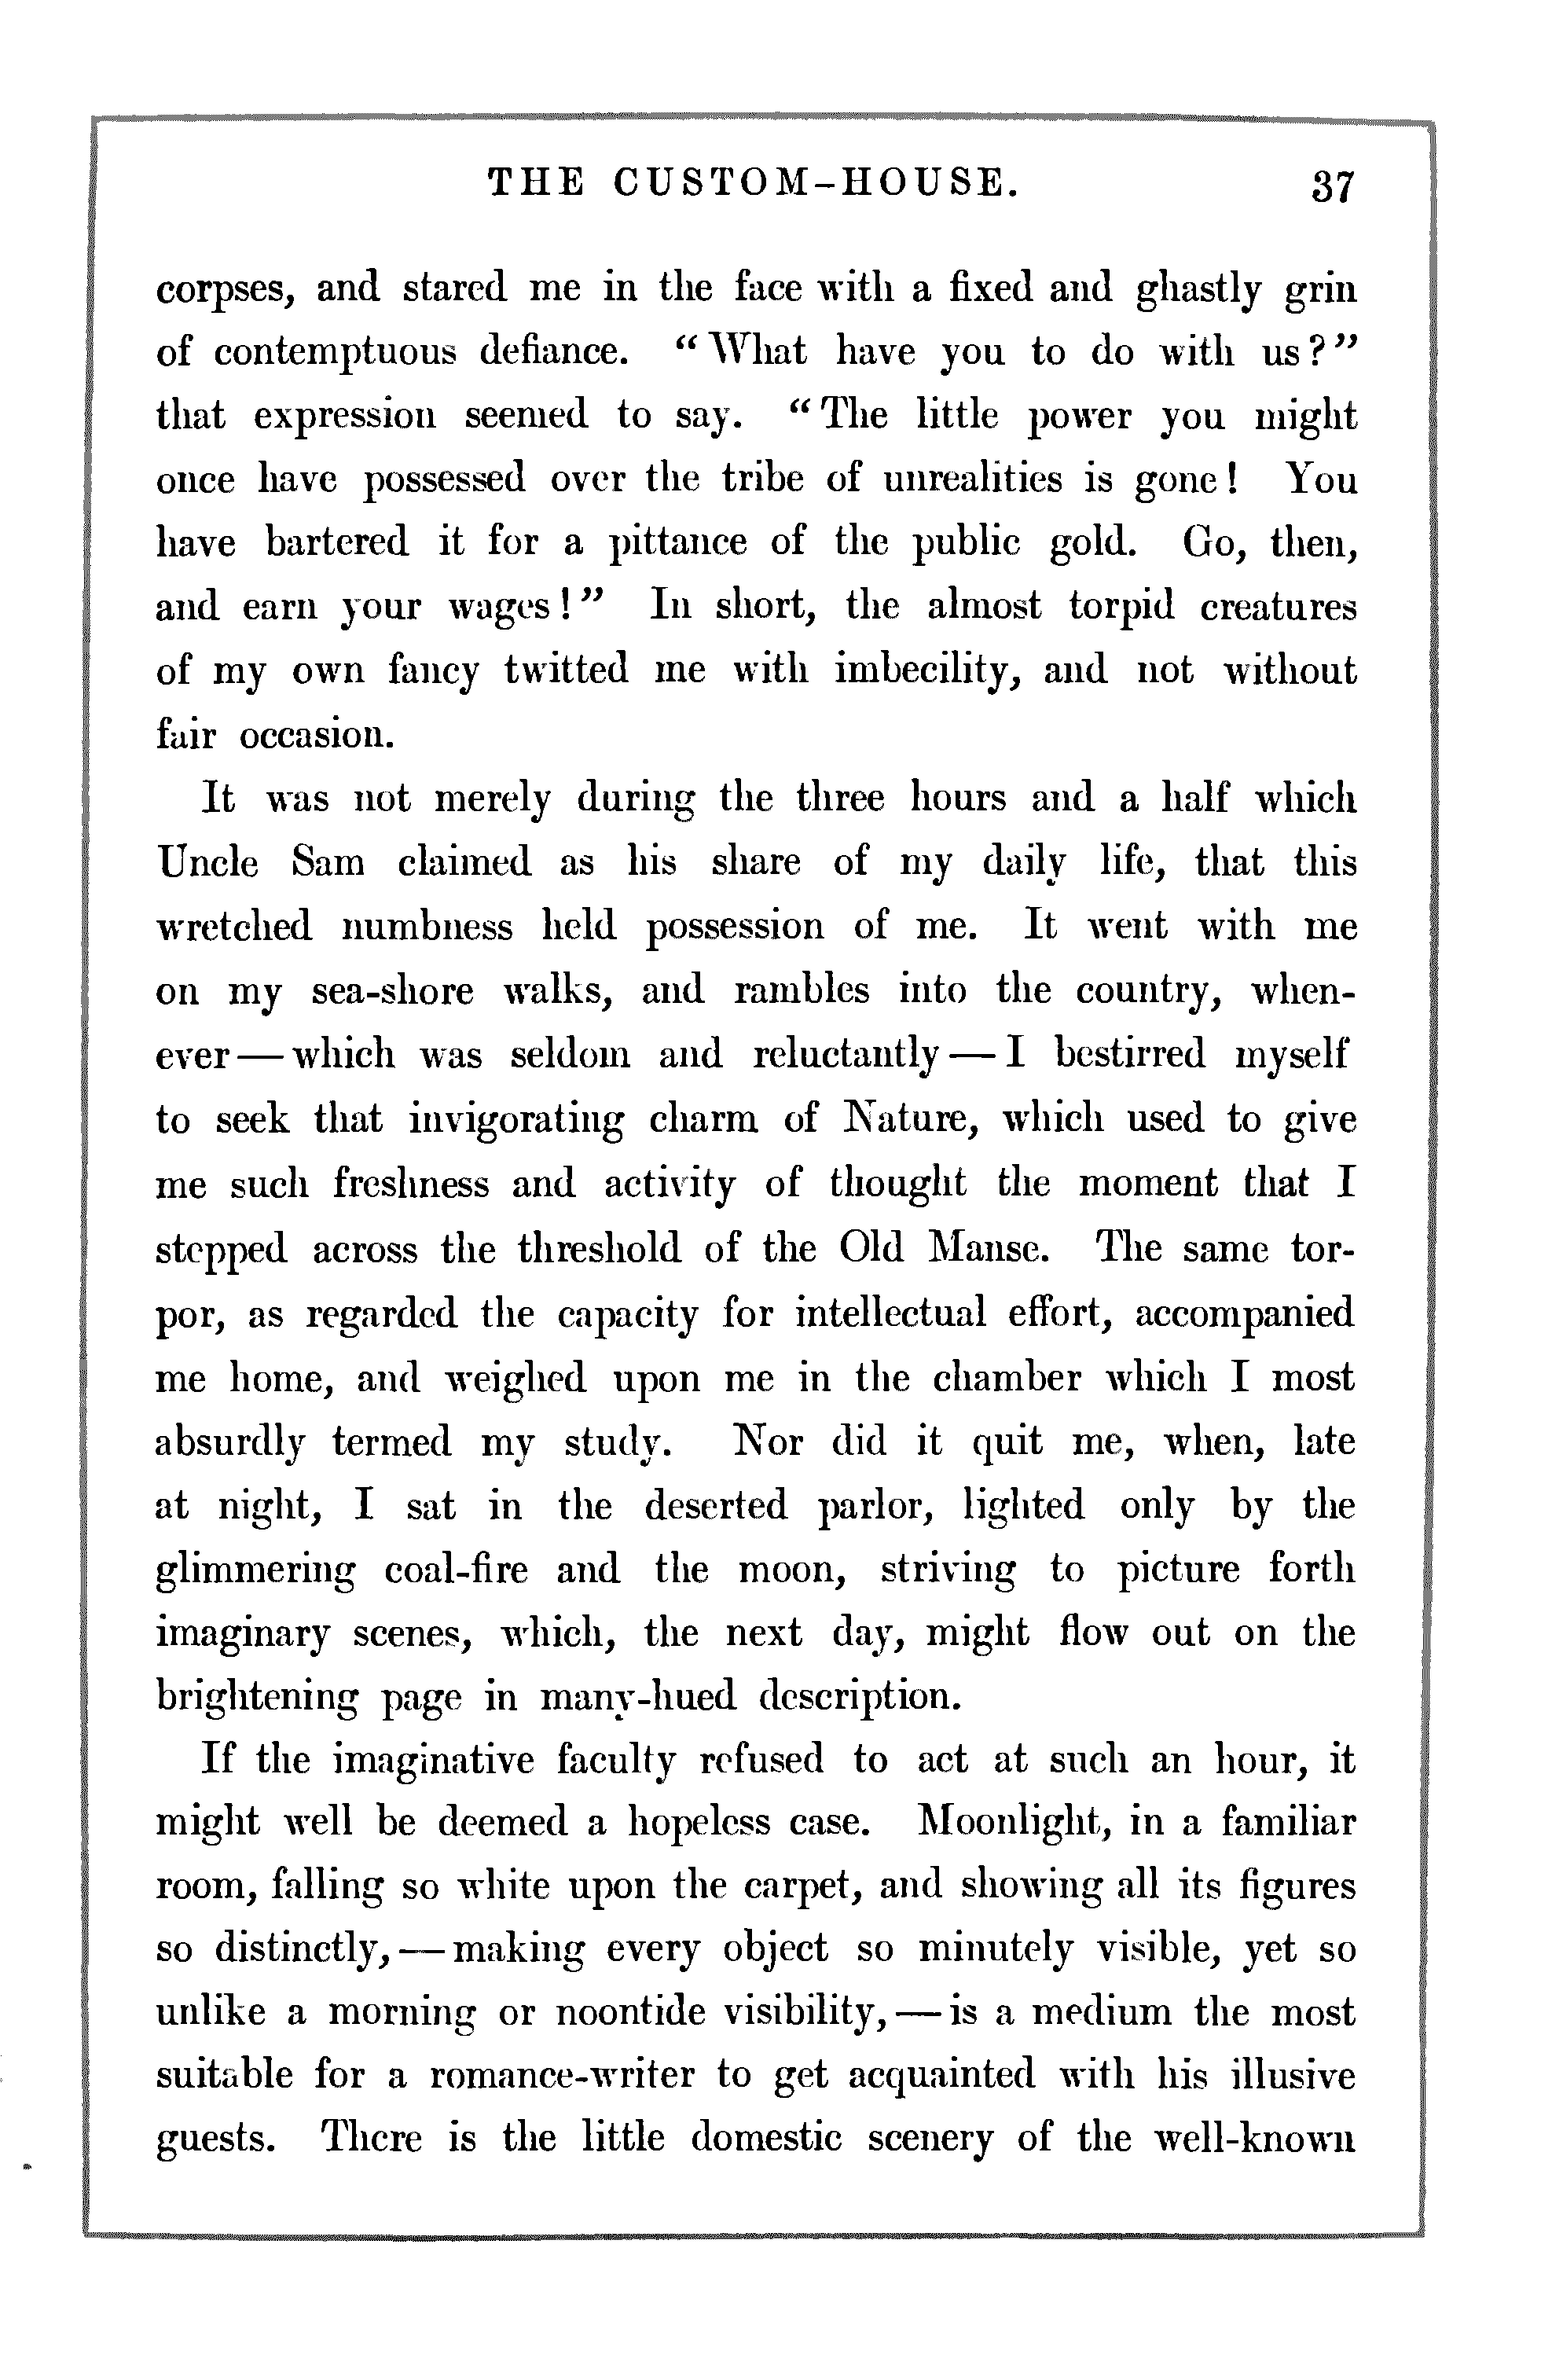 THE CUSTOM-HOUSE. 37
corpses, and stared me in the face with a fixed and ghastly grin
of contemptuous defiance. “What have you to do with us?”
that expression seemed to say. “The little power you might
once have possessed over the tribe of unrealities is gone! You
have bartered it for a pittance of the public gold. Go, then,
and earn your wages!” In short, the almost torpid creatures
of my own fancy twitted me with imbecility, and not without
fair occasion.
It was not merely during the three hours and a half which
Uncle Sam claimed as his share of my daily life, that this
wretched numbness held possession of me. It went with me
on my sea-shore walks, and rambles into the country, when-
ever—which was seldom and reluctantly—I bestirred myself
to seek that invigorating charm of Nature, which used to give
me such freshness and activity of thought the moment that I
stepped across the threshold of the Old Manse. The same tor-
por, as regarded the capacity for intellectual effort, accompanied
me home, and weighed upon me in the chamber which I most
absurdly termed my study. Nor did it quit me, when, late
at night, I sat in the deserted parlor, lighted only by the
glimmering coal-fire and the moon, striving to picture forth
imaginary scenes, which, the next day, might flow out on the
brightening page in many-hued description.
If the imaginative faculty refused to act at such an hour, it
might well be deemed a hopeless case. Moonlight, in a familiar
room, falling so white upon the carpet, and showing all its figures
so distinctly,—making every object so minutely visible, yet so
unlike a morning or noontide visibility,—is a medium the most
suitable for a romance-writer to get acquainted with his illusive
guests. There is the little domestic scenery of the well-known